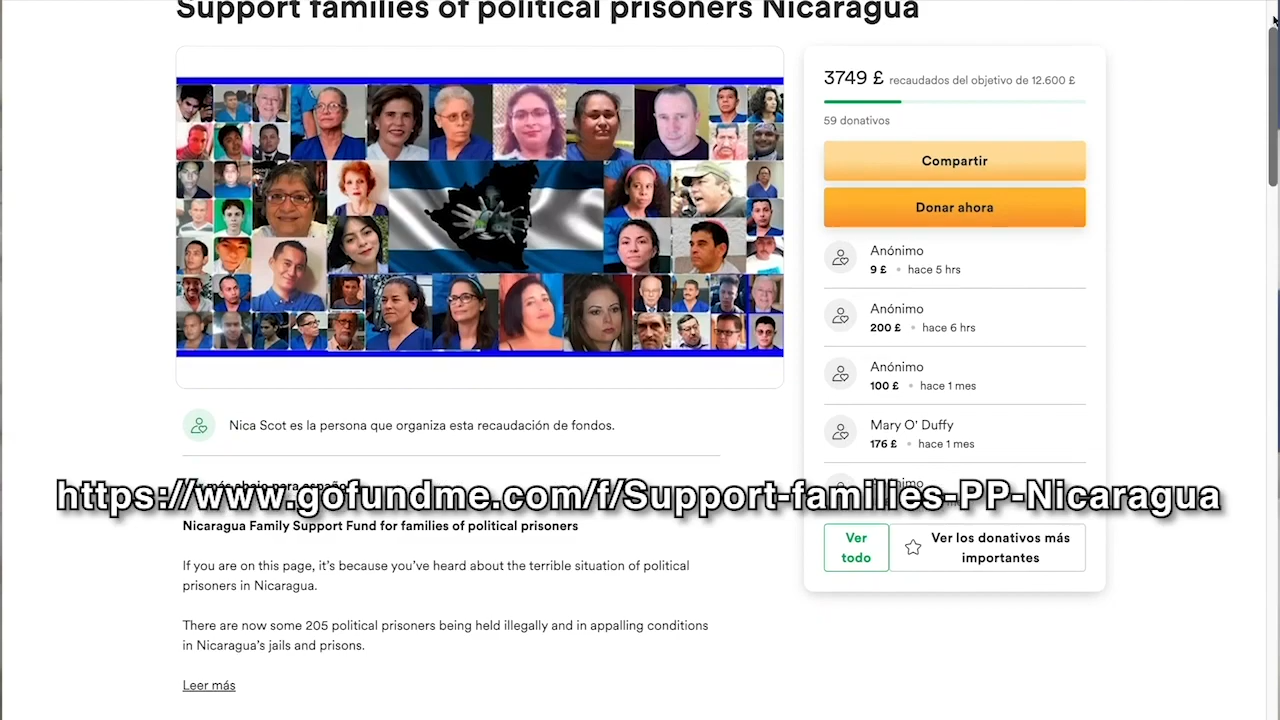 Support families of political prisoners Nicaragua
3749 £ recaudados del objetivo de 12.600 £
59 donativos
Compartir
Donar ahora
Anónimo
9 £ • hace 5 hrs
Anónimo
200 £ • hace 6 hrs
Anónimo
100 £ • hace 1 mes
Mary O' Duffy
176 £ • hace 1 mes
Nica Scot es la persona que organiza esta recaudación de fondos.
más abajo para español
https://www.gofundme.com/f/Support-families-PP-Nicaragua
Nicaragua Family Support Fund for families of political prisoners
Ver todo
Ver los donativos más
importantes
If you are on this page, it's because you've heard about the terrible situation of political
prisoners in Nicaragua.
There are now some 205 political prisoners being held illegally and in appalling conditions
in Nicaragua's jails and prisons.
Leer más